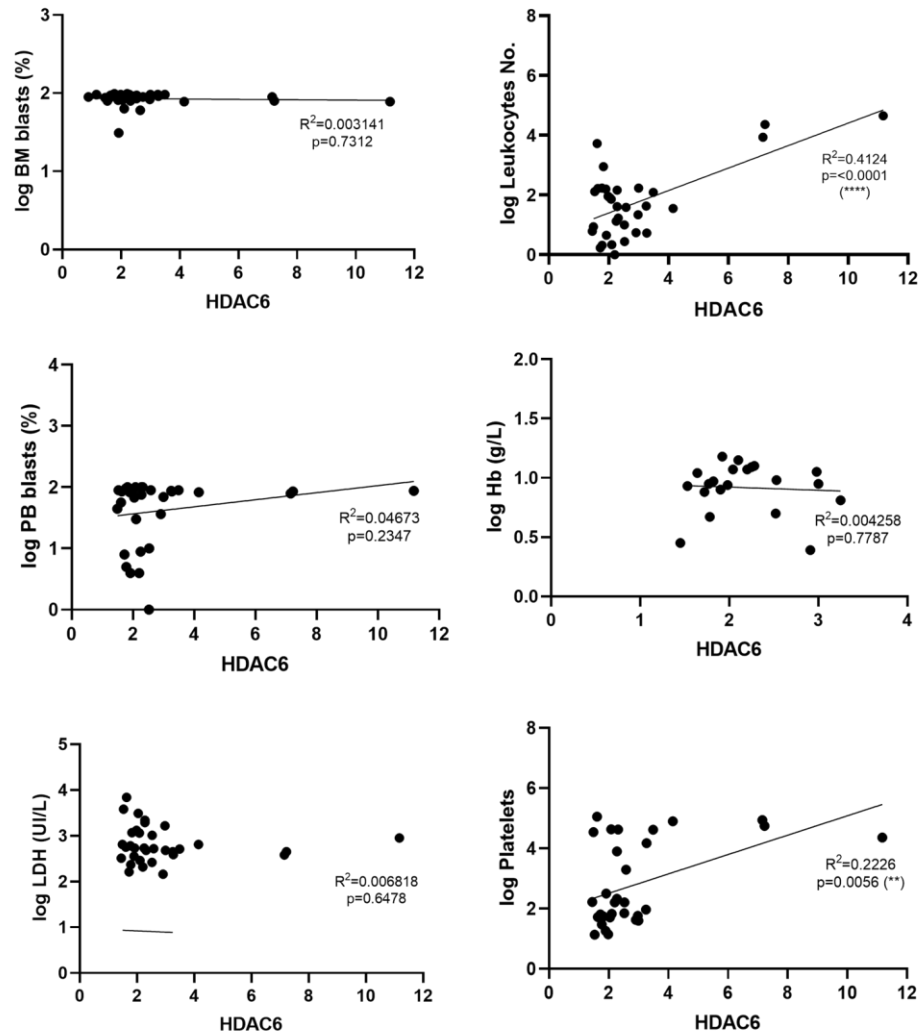 log BM blasts (%)
3
2
1
0
0 2 4 6 8 10 12
HDAC6
R²=0.003141
p=0.7312
log Leukocytes No.
8
6
4
2
0
0 2 4 6 8 10 12
HDAC6
R²=0.4124
p=<0.0001
(****)
log PB blasts (%)
4
3
2
1
0
0 2 4 6 8 10 12
HDAC6
R²=0.04673
p=0.2347
log Hb (g/L)
2.0
1.5
1.0
0.5
0.0
0 1 2 3 4
HDAC6
R²=0.004258
p=0.7787
log LDH (UI/L)
5
4
3
2
1
0
0 2 4 6 8 10 12
HDAC6
R²=0.006818
p=0.6478
log Platelets
8
6
4
2
0
0 2 4 6 8 10 12
HDAC6
R²=0.2226
p=0.0056 (**)